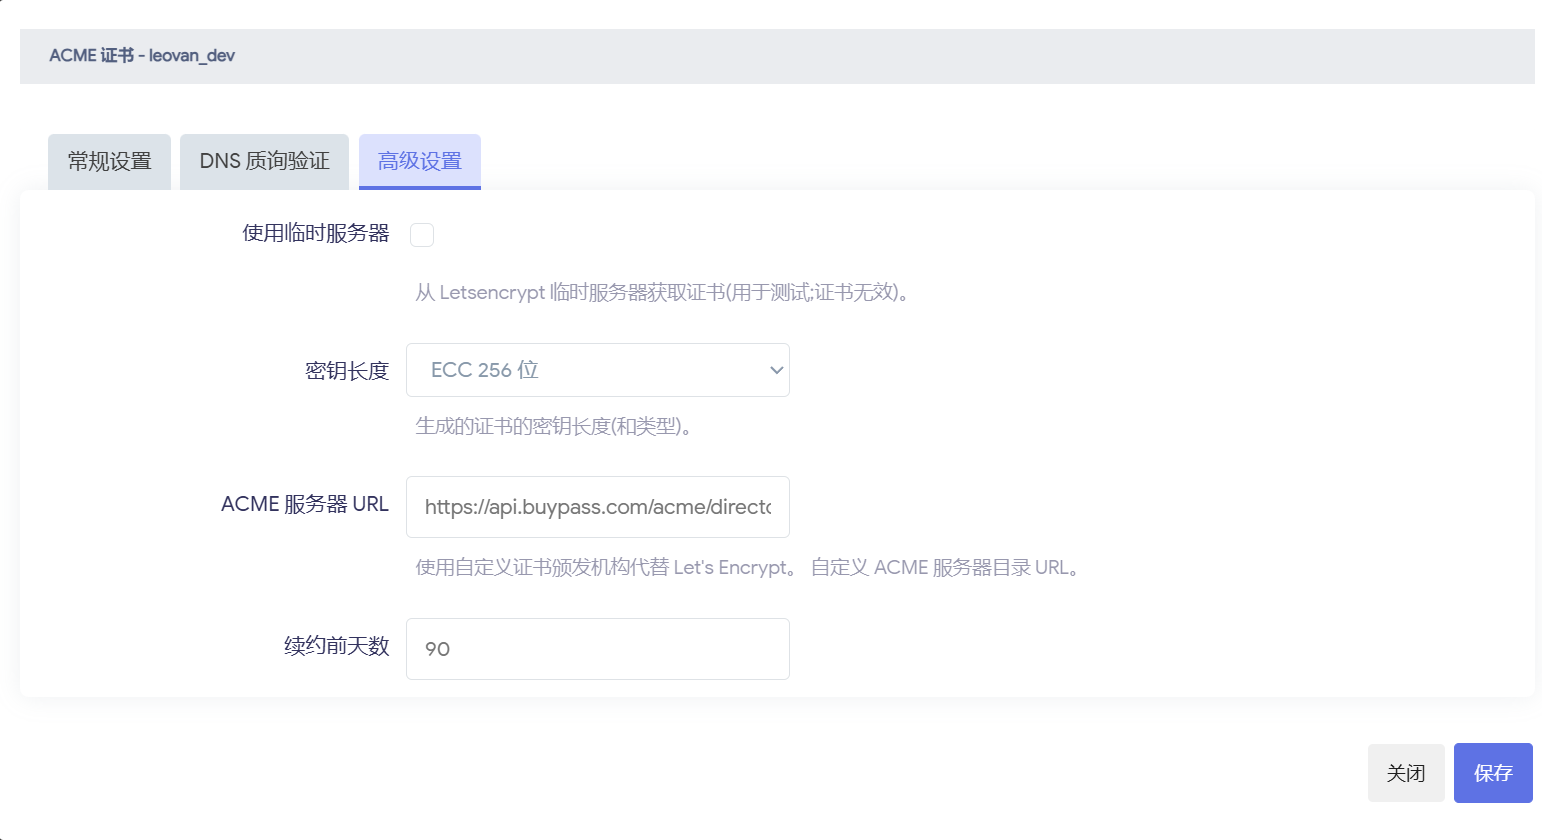 ACME 证书 - leovan_dev
常规设置
DNS 质询验证
高级设置
使用临时服务器
从 Letsencrypt 临时服务器获取证书(用于测试;证书无效)。
密钥长度
ECC 256 位
生成的证书的密钥长度(和类型)。
ACME 服务器 URL
https://api.buypass.com/acme/directo
使用自定义证书颁发机构代替 Let's Encrypt。 自定义 ACME 服务器目录 URL。
续约前天数
90
关闭
保存